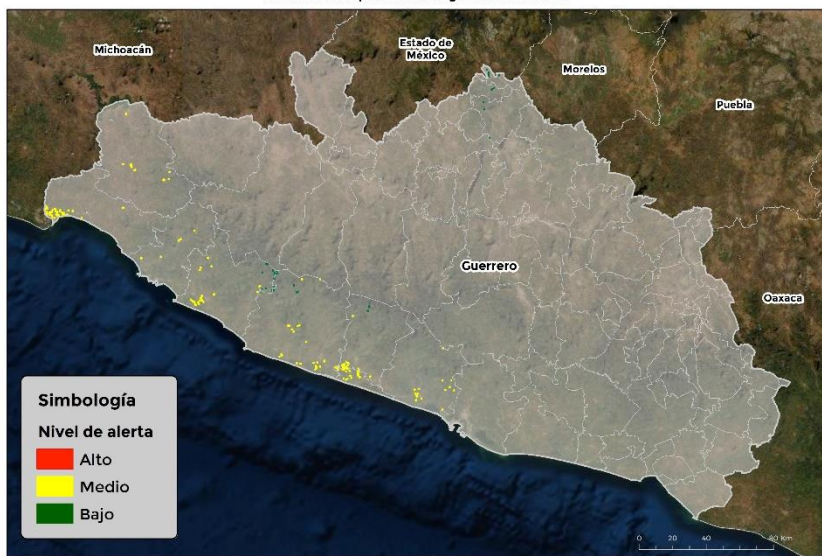 Michoacán
Estado de
México
Morelos
Puebla
Guerrero
Oaxaca
Simbología
Nivel de alerta
Alto
Medio
Bajo
0 20 40 80 Km